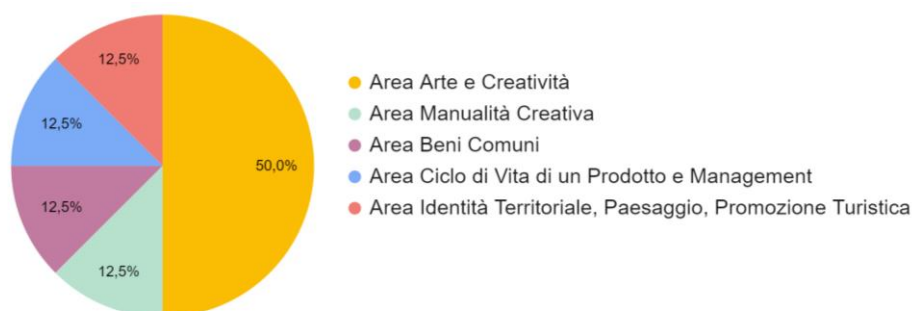 12,5%
12,5%
50,0%
12,5%
12,5%
Area Arte e Creatività
Area Manualità Creativa
Area Beni Comuni
Area Ciclo di Vita di un Prodotto e Management
Area Identità Territoriale, Paesaggio, Promozione Turistica